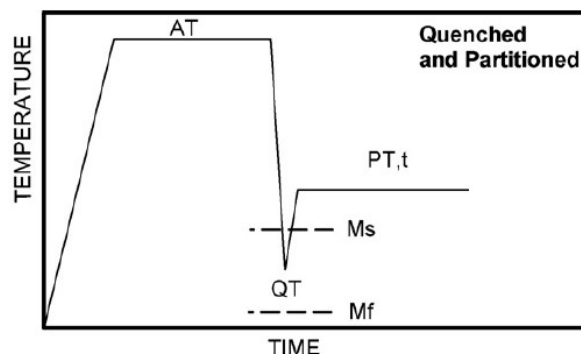 AT
Quenched
and Partitioned
TEMPERATURE
PT,t
Ms
QT
Mf
TIME